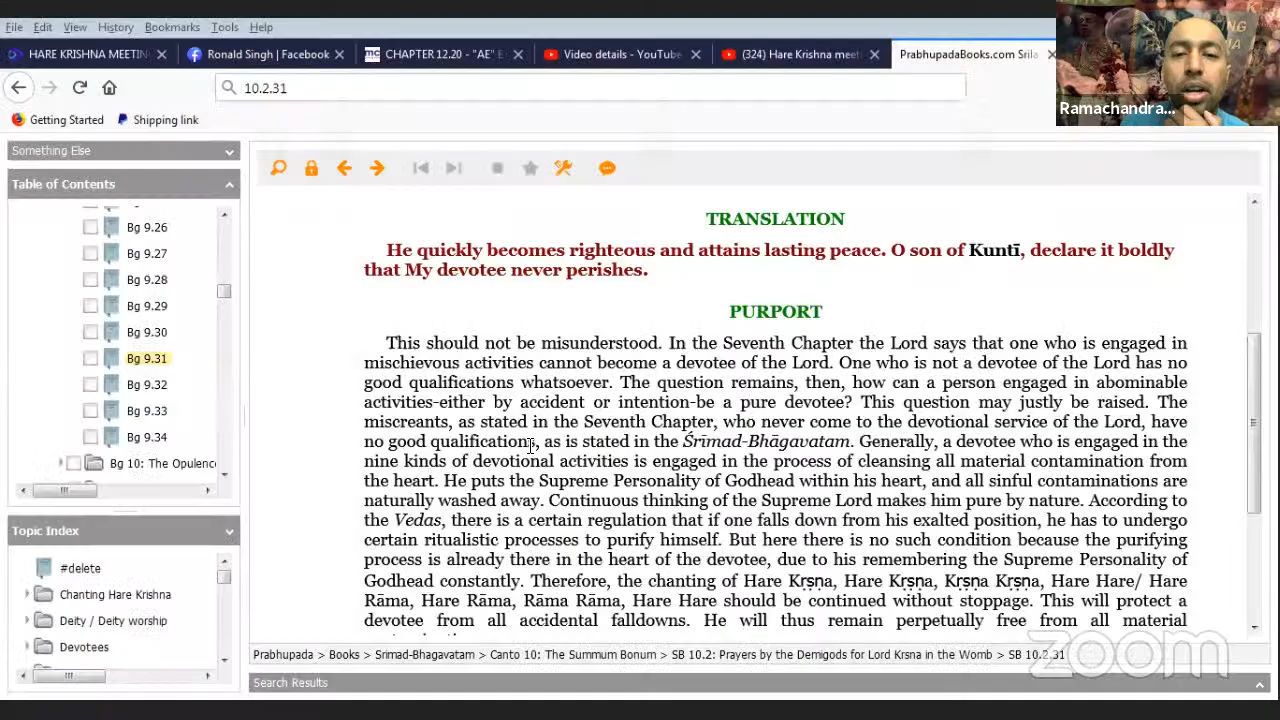 File Edit View History Bookmarks Tools Help
HARE KRISHNA MEETIN
Ronald Singh | Facebook
CHAPTER 12.20 - "AE" E
Video details - YouTube
(324) Hare Krishna meet
PrabhupadaBooks.com Srila
10.2.31
Getting Started
Shipping link
Ramachandra...
Something Else
Table of Contents
Bg 9.26
Bg 9.27
Bg 9.28
Bg 9.29
Bg 9.30
Bg 9.31
Bg 9.32
Bg 9.33
Bg 9.34
Bg 10: The Opulence
Topic Index
#delete
Chanting Hare Krishna
Deity / Deity worship
Devotees
TRANSLATION
He quickly becomes righteous and attains lasting peace. O son of Kuntī, declare it boldly
that My devotee never perishes.
PURPORT
This should not be misunderstood. In the Seventh Chapter the Lord says that one who is engaged in
mischievous activities cannot become a devotee of the Lord. One who is not a devotee of the Lord has no
good qualifications whatsoever. The question remains, then, how can a person engaged in abominable
activities-either by accident or intention-be a pure devotee? This question may justly be raised. The
miscreants, as stated in the Seventh Chapter, who never come to the devotional service of the Lord, have
no good qualifications, as is stated in the Śrīmad-Bhāgavatam. Generally, a devotee who is engaged in the
nine kinds of devotional activities is engaged in the process of cleansing all material contamination from
the heart. He puts the Supreme Personality of Godhead within his heart, and all sinful contaminations are
naturally washed away. Continuous thinking of the Supreme Lord makes him pure by nature. According to
the Vedas, there is a certain regulation that if one falls down from his exalted position, he has to undergo
certain ritualistic processes to purify himself. But here there is no such condition because the purifying
process is already there in the heart of the devotee, due to his remembering the Supreme Personality of
Godhead constantly. Therefore, the chanting of Hare Kṛṣṇa, Hare Kṛṣṇa, Kṛṣṇa Kṛṣṇa, Hare Hare/ Hare
Rāma, Hare Rāma, Rāma Rāma, Hare Hare should be continued without stoppage. This will protect a
devotee from all accidental falldowns. He will thus remain perpetually free from all material
Prabhupada > Books > Srimad-Bhagavatam > Canto 10: The Summum Bonum > SB 10.2: Prayers by the Demigods for Lord Krsna in the Womb > SB 10.2.31
Search Results
zoom